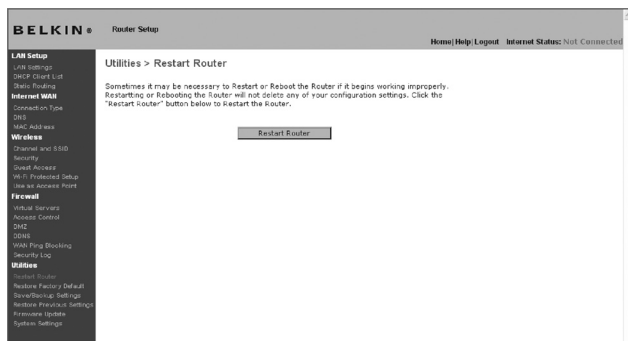 BELKIN®
Router Setup
Home|Help|Logout Internet Status: Not Connected
LAN Setup
LAN Settings
DHCP Client List
Static Routing
Internet WAN
Connection Type
DNS
MAC Address
Wireless
Channel and SSID
Security
Guest Access
Wi-Fi Protected Setup
Use as Access Point
Firewall
Virtual Servers
Access Control
DMZ
DDNS
WAN Ping Blocking
Security Log
Utilities
Restart Router
Restore Factory Default
Save/Backup Settings
Restore Previous Settings
Firmware Update
System Settings
Utilities > Restart Router
Sometimes it may be necessary to Restart or Reboot the Router if it begins working improperly.
Restartting or Rebooting the Router will not delete any of your configuration settings. Click the
"Restart Router" button below to Restart the Router.
Restart Router